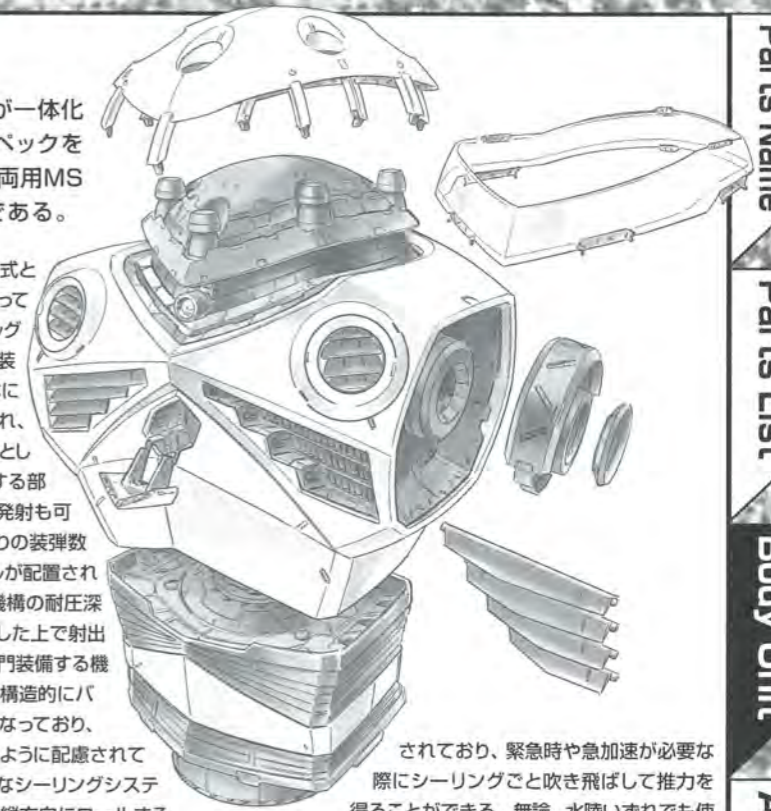 が一体化
ペックを
両用MS
である。
式と
って
ッグ
装
に
れ、
とし
する部
発射も可
りの装弾数
レが配置され
機構の耐圧深
した上で射出
門装備する機
構造的にバ
なっており、
ように配慮されて
なシーリングシステ
されており、緊急時や急加速が必要な
際にシーリングごと吹き飛ばして推力を
Parts Name
Parts List
Body Unit